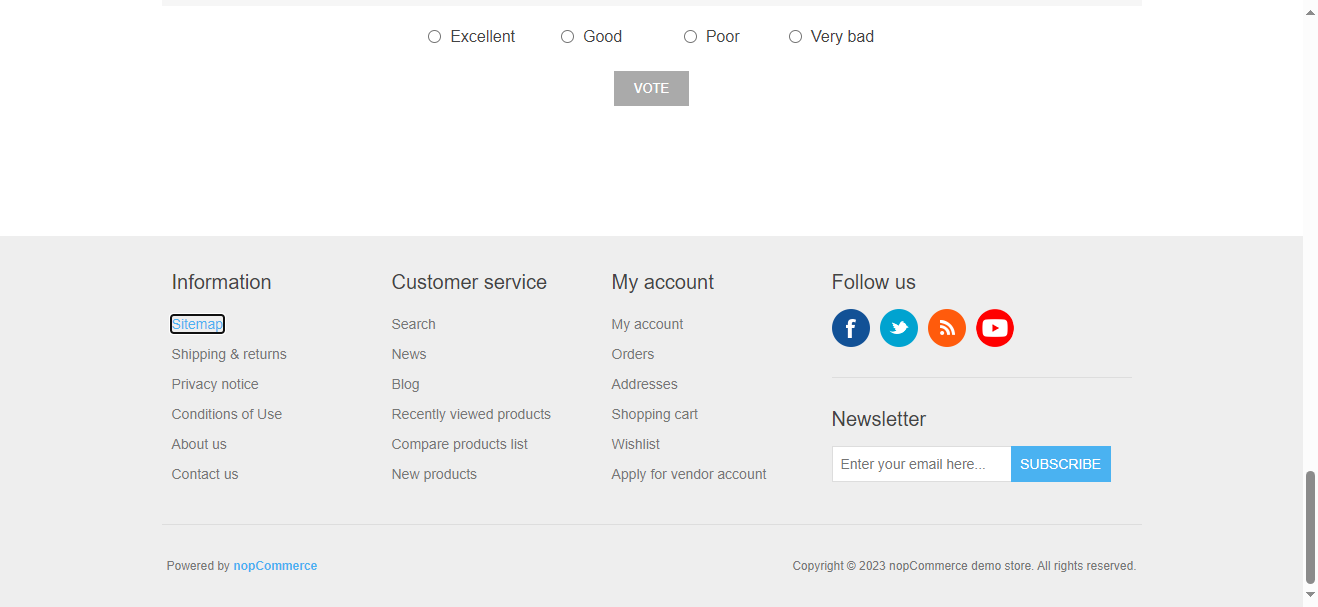 Excellent Good Poor Very bad
VOTE
Information
Sitemap
Shipping & returns
Privacy notice
Conditions of Use
About us
Contact us
Customer service
Search
News
Blog
Recently viewed products
Compare products list
New products
My account
My account
Orders
Addresses
Shopping cart
Wishlist
Apply for vendor account
Follow us
Newsletter
Enter your email here... SUBSCRIBE
Powered by nopCommerce
Copyright © 2023 nopCommerce demo store. All rights reserved.